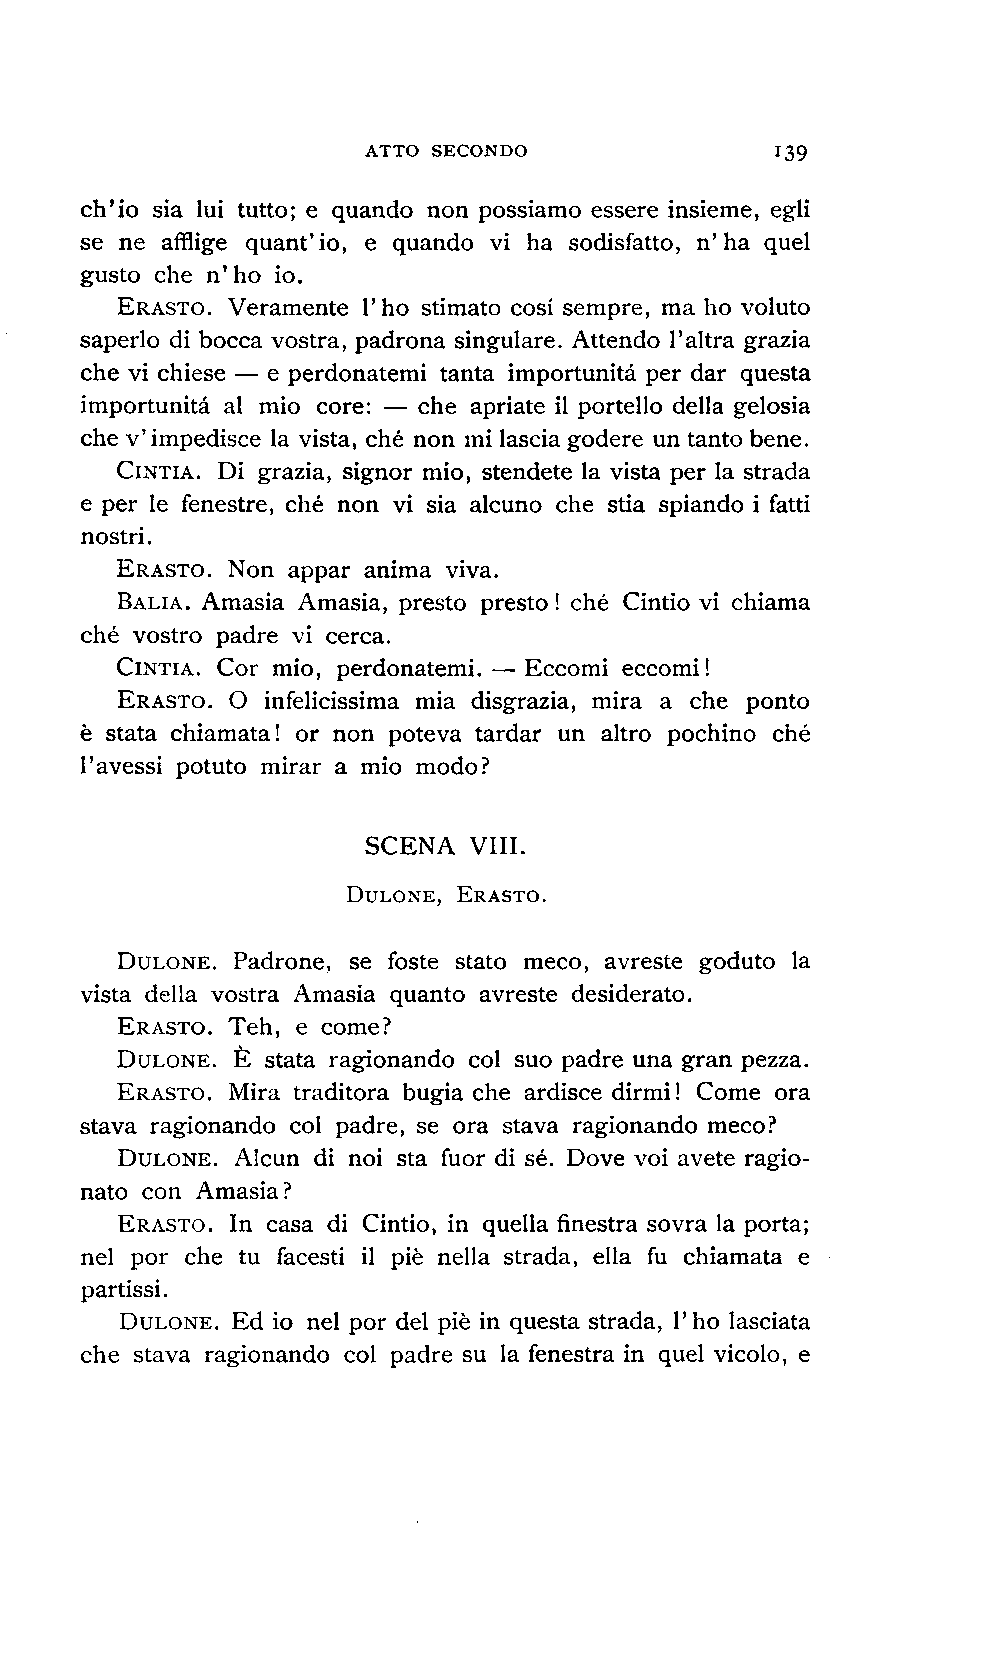 ATTO SECONDO 139
ch'io sia lui tutto; e quando non possiamo essere insieme, egli
se ne afflige quant'io, e quando vi ha sodisfatto, n'ha quel
gusto che n'ho io.
ERASTO. Veramente l'ho stimato cosí sempre, ma ho voluto
saperlo di bocca vostra, padrona singulare. Attendo l'altra grazia
che vi chiese — e perdonatemi tanta importunitá per dar questa
importunitá al mio core: — che apriate il portello della gelosia
che v'impedisce la vista, ché non mi lascia godere un tanto bene.
CINTIA. Di grazia, signor mio, stendete la vista per la strada
e per le fenestre, ché non vi sia alcuno che stia spiando i fatti
nostri.
ERASTO. Non appar anima viva.
BALIA. Amasia Amasia, presto presto! ché Cintio vi chiama
ché vostro padre vi cerca.
CINTIA. Cor mio, perdonatemi. — Eccomi eccomi!
ERASTO. O infelicissima mia disgrazia, mira a che ponto
è stata chiamata! or non poteva tardar un altro pochino ché
l'avessi potuto mirar a mio modo?
SCENA VIII.
DULONE, ERASTO.
DULONE. Padrone, se foste stato meco, avreste goduto la
vista della vostra Amasia quanto avreste desiderato.
ERASTO. Teh, e come?
DULONE. È stata ragionando col suo padre una gran pezza.
ERASTO. Mira traditora bugia che ardisce dirmi! Come ora
stava ragionando col padre, se ora stava ragionando meco?
DULONE. Alcun di noi sta fuor di sé. Dove voi avete ragio-
nato con Amasia?
ERASTO. In casa di Cintio, in quella finestra sovra la porta;
nel por che tu facesti il piè nella strada, ella fu chiamata e
partissi.
DULONE. Ed io nel por del piè in questa strada, l'ho lasciata
che stava ragionando col padre su la fenestra in quel vicolo, e